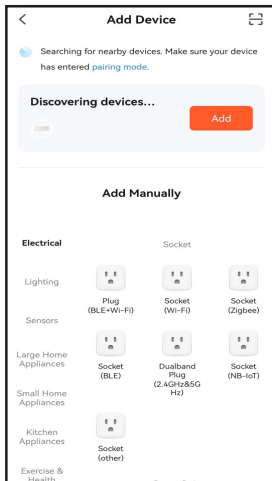 Add Device
Searching for nearby devices. Make sure your device
has entered pairing mode.
Discovering devices...
Add
Add Manually
Electrical
Socket
Lighting
Plug
(BLE+Wi-Fi)
Socket
(Wi-Fi)
Socket
(Zigbee)
Sensors
Large Home
Appliances
Socket
(BLE)
Dualband
Plug
(2.4GHz&5G
Hz)
Socket
(NB-IoT)
Small Home
Appliances
Kitchen
Appliances
Socket
(other)
Exercise &
Health